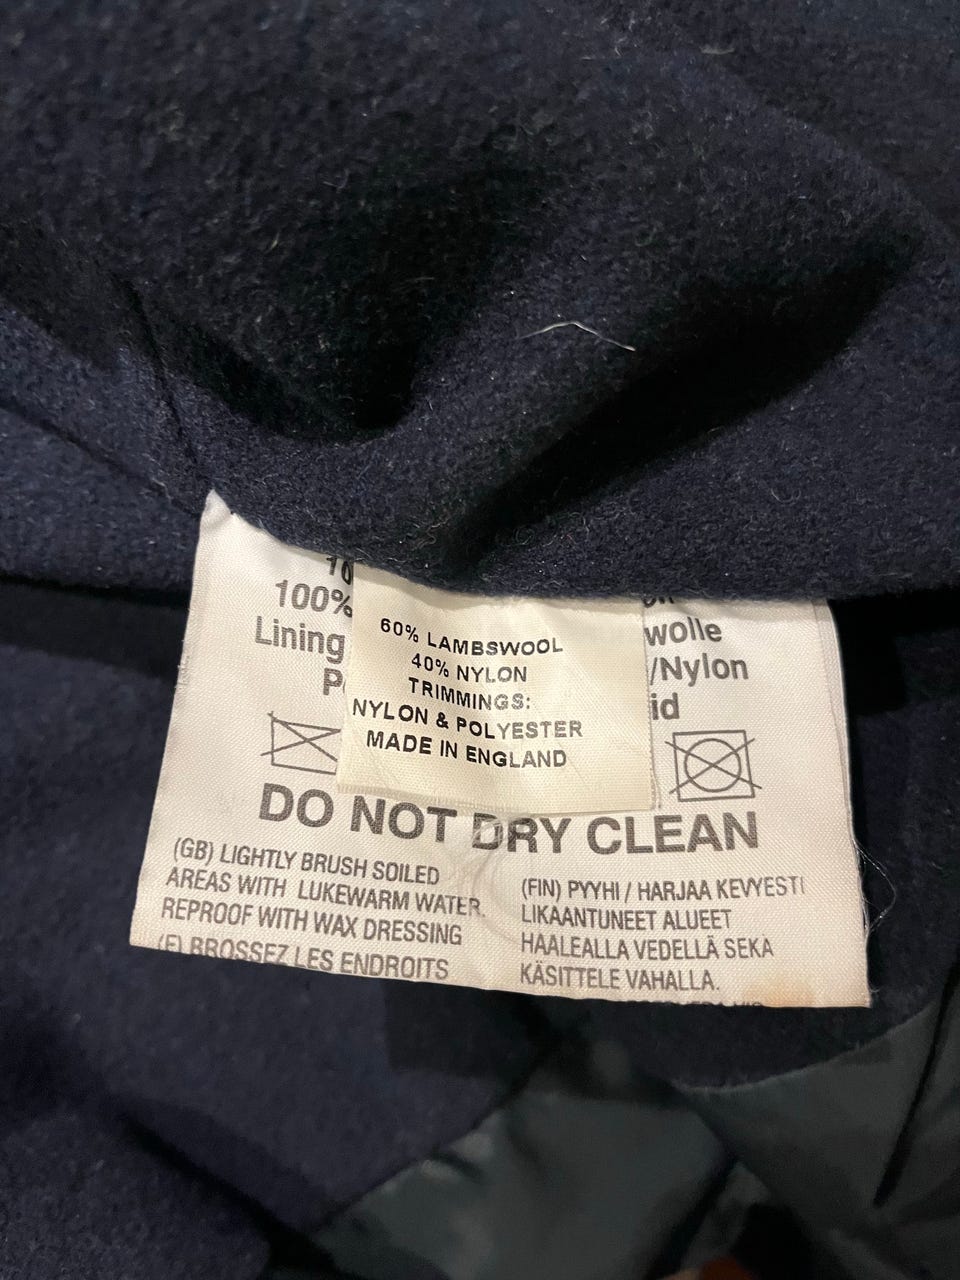 100%
Lining
wolle
/Nylon
60% LAMBSWOOL
40% NYLON
TRIMMINGS:
NYLON & POLYESTER
MADE IN ENGLAND
DO NOT DRY CLEAN
(GB) LIGHTLY BRUSH SOILED
AREAS WITH LUKEWARM WATER.
REPROOF WITH WAX DRESSING
(F) BROSSEZ LES ENDROITS
(FIN) PYYHI / HARJAA KEVYESTI
LIKAANTUNEET ALUEET
HAALEALLA VEDELLÄ SEKÄ
KÄSITTELE VAHALLA.